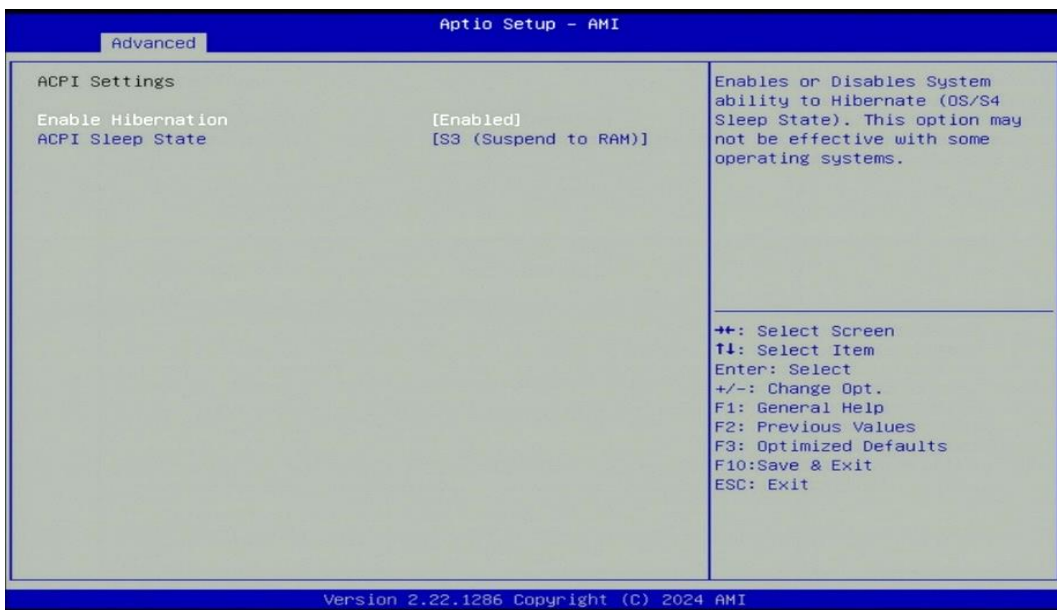 Aptio Setup - AMI
Advanced
ACPI Settings
Enable Hibernation [Enabled]
ACPI Sleep State [S3 (Suspend to RAM)]
Enables or Disables System
ability to Hibernate (OS/S4
Sleep State). This option may
not be effective with some
operating systems.
→←: Select Screen
↑↓: Select Item
Enter: Select
+/-: Change Opt.
F1: General Help
F2: Previous Values
F3: Optimized Defaults
F10:Save & Exit
ESC: Exit
Version 2.22.1286 Copyright (C) 2024 AMI